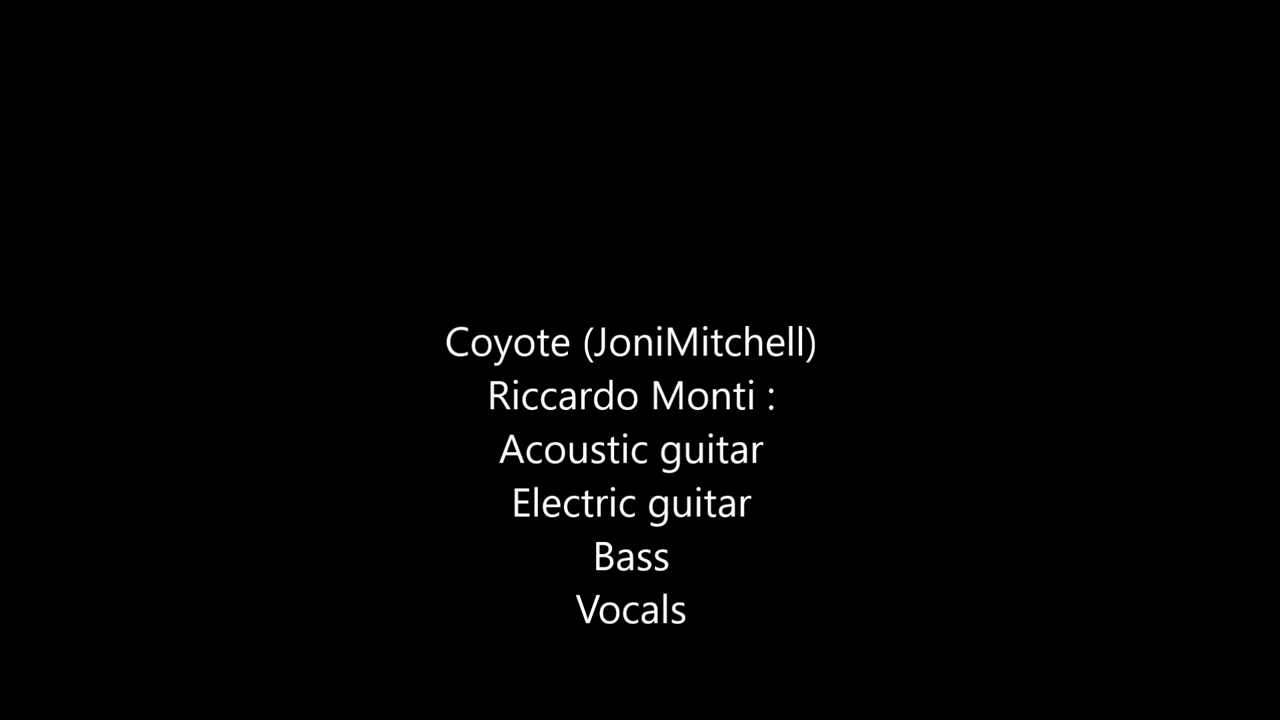 Coyote (JoniMitchell)
Riccardo Monti :
Acoustic guitar
Electric guitar
Bass
Vocals